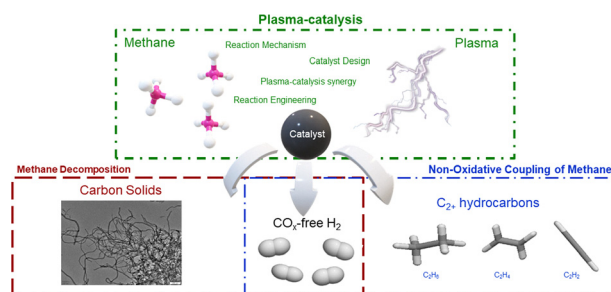 Plasma-catalysis
Methane
Reaction Mechanism
Plasma
Catalyst Design
Plasma-catalysis synergy
Reaction Engineering
Catalyst
Methane Decomposition
Non-Oxidative Coupling of Methane
Carbon Solids
COₓ-free H₂
C₂₊ hydrocarbons
C₂H₆
C₂H₄
C₂H₂